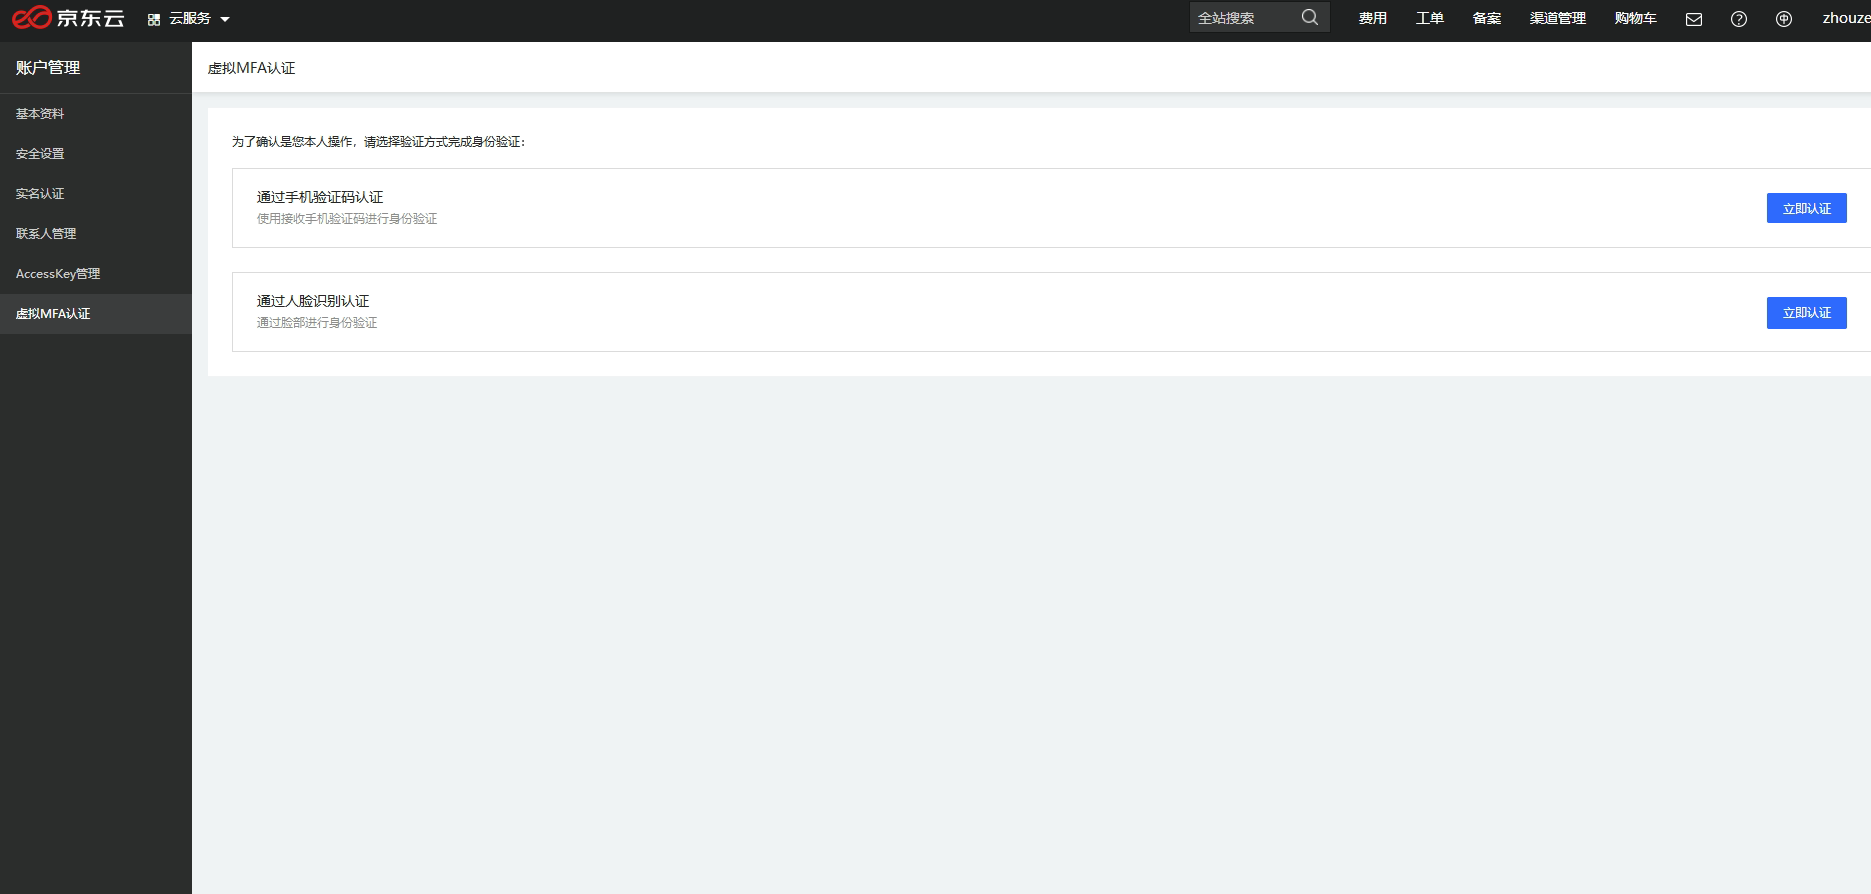 京东云 云服务 全站搜索 费用 工单 备案 渠道管理 购物车 zhouze
账户管理
虚拟MFA认证
基本资料
安全设置
实名认证
联系人管理
AccessKey管理
虚拟MFA认证
为了确认是您本人操作，请选择验证方式完成身份验证：
通过手机验证码认证
使用接收手机验证码进行身份验证
立即认证
通过人脸识别认证
通过脸部进行身份验证
立即认证